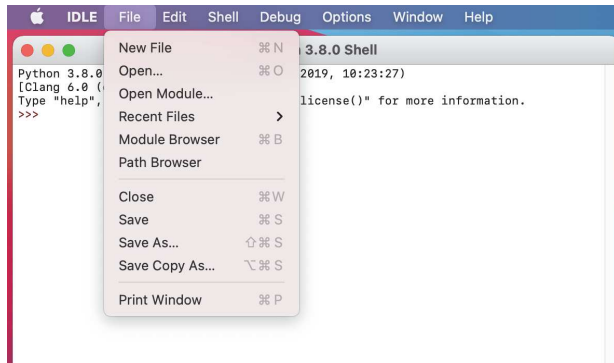 IDLE File Edit Shell Debug Options Window Help
3.8.0 Shell
Python 3.8.0 2019, 10:23:27)
[Clang 6.0 (
Type "help", license()" for more information.
>>>
New File ⌘ N
Open... ⌘ O
Open Module...
Recent Files >
Module Browser ⌘ B
Path Browser
Close ⌘ W
Save ⌘ S
Save As... ⇧ ⌘ S
Save Copy As... ⌥ ⌘ S
Print Window ⌘ P